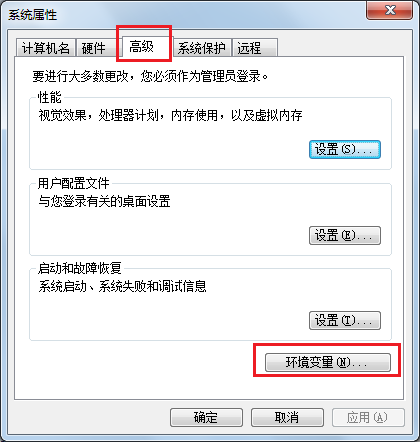 系统属性
计算机名 硬件 高级 系统保护 远程
要进行大多数更改，您必须作为管理员登录。
性能
视觉效果，处理器计划，内存使用，以及虚拟内存
设置(S)...
用户配置文件
与您登录有关的桌面设置
设置(E)...
启动和故障恢复
系统启动、系统失败和调试信息
设置(T)...
环境变量(N)...
确定 取消 应用(A)